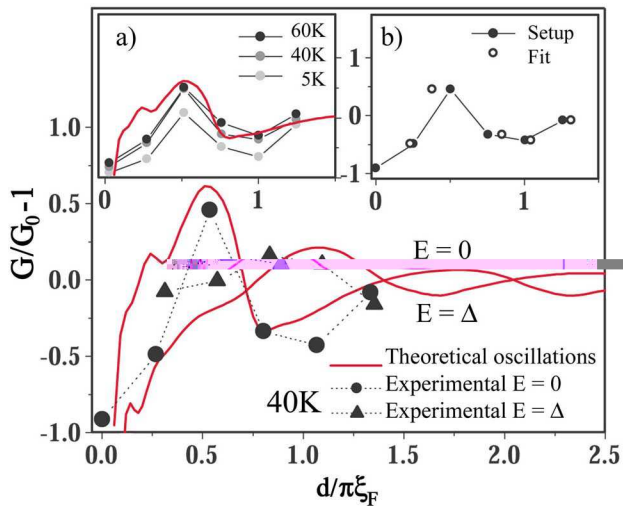 a)
60K
40K
5K
b)
Setup
Fit
1
0
-1
0
1
0
1
1.0
0.5
0.0
-0.5
-1.0
G/G₀-1
E = 0
E = Δ
Theoretical oscillations
40K
Experimental E = 0
Experimental E = Δ
0.0
0.5
1.0
1.5
2.0
2.5
d/πξF